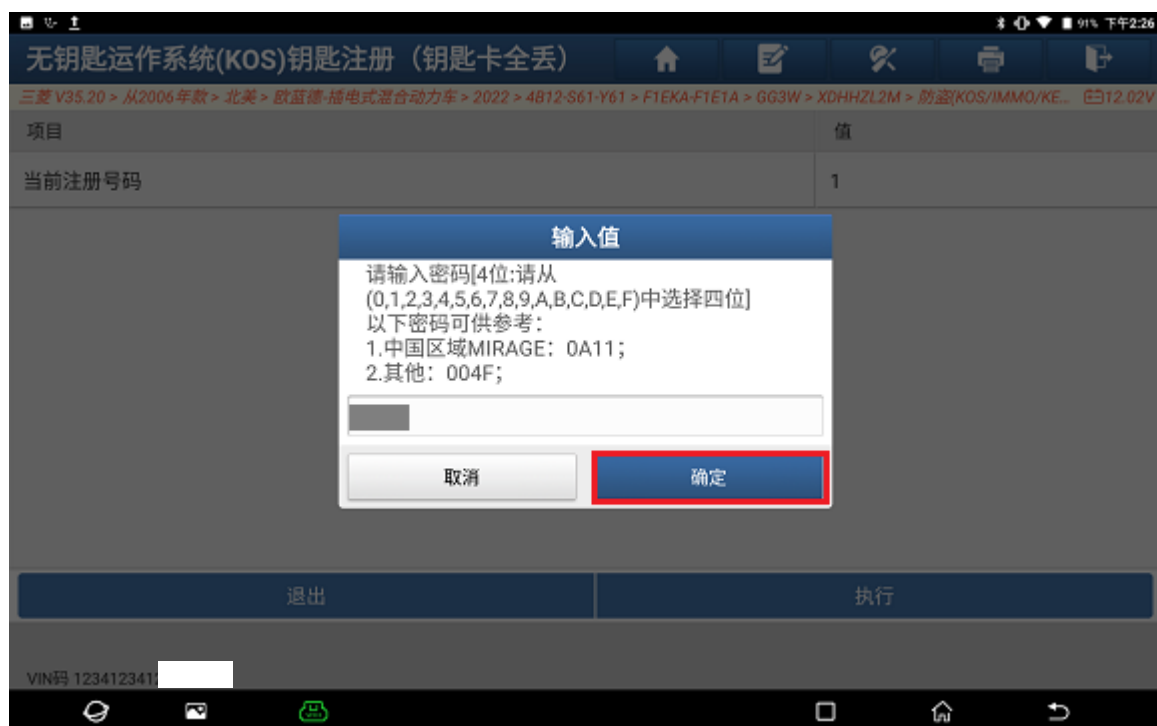 91% 下午2:26
无钥匙运作系统(KOS)钥匙注册（钥匙卡全丢）
三菱 V35.20 > 从2006年款 > 北美 > 欧蓝德-插电式混合动力车 > 2022 > 4B12-S61-Y61 > F1EKA-F1E1A > GG3W > XDHHZL2M > 防盗(KOS/IMMO/KE... 12.02V
项目 值
当前注册号码 1
输入值
请输入密码[4位:请从
(0,1,2,3,4,5,6,7,8,9,A,B,C,D,E,F)中选择四位]
以下密码可供参考：
1.中国区域MIRAGE：0A11；
2.其他：004F；
取消 确定
退出 执行
VIN码 123412341